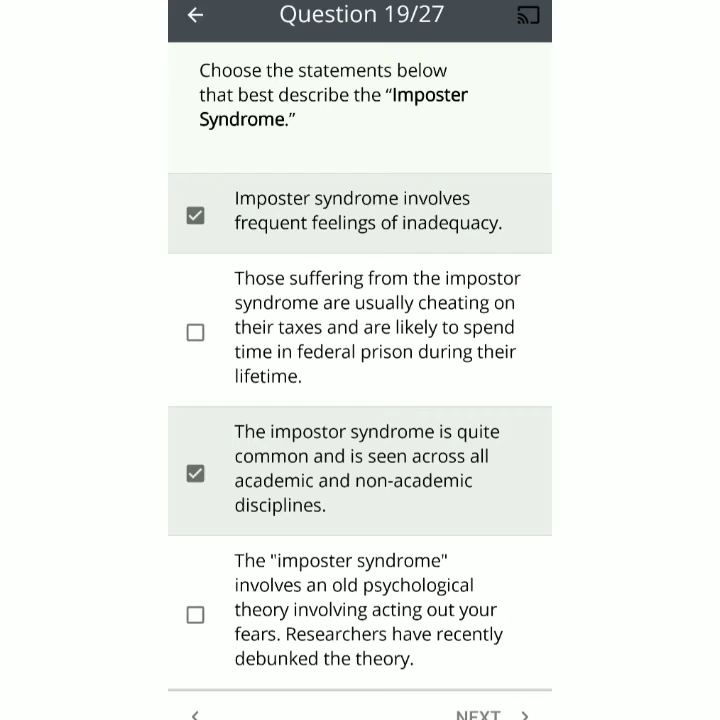 Question 19/27
Choose the statements below
that best describe the “Imposter
Syndrome.”
Imposter syndrome involves
frequent feelings of inadequacy.
Those suffering from the impostor
syndrome are usually cheating on
their taxes and are likely to spend
time in federal prison during their
lifetime.
The impostor syndrome is quite
common and is seen across all
academic and non-academic
disciplines.
The "imposter syndrome"
involves an old psychological
theory involving acting out your
fears. Researchers have recently
debunked the theory.
NEXT